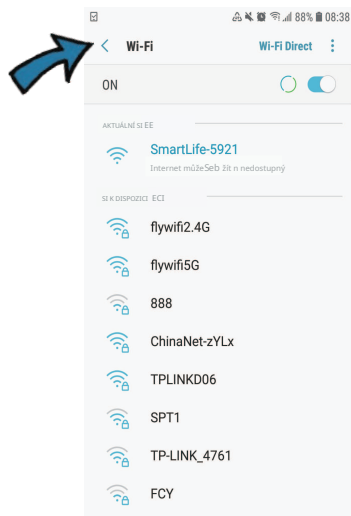 88% 08:38
Wi-Fi Wi-Fi Direct
ON
AKTUÁLNÍ SI EE
SmartLife-5921
Internet můžeSeb žít n nedostupný
SI K DISPOZICI ECI
flywifi2.4G
flywifi5G
888
ChinaNet-zYLx
TPLINKD06
SPT1
TP-LINK_4761
FCY